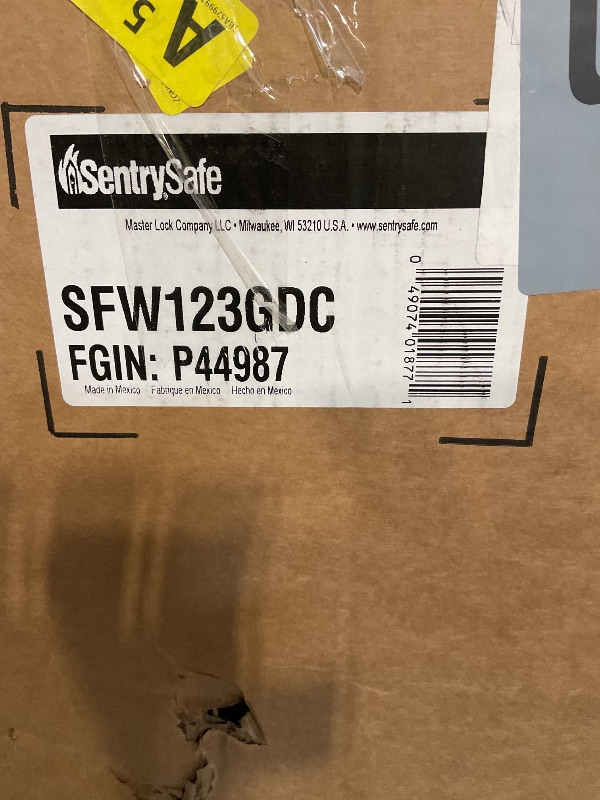 A 5
SentrySafe
Master Lock Company LLC • Milwaukee, WI 53210 U.S.A. • www.sentrysafe.com
SFW123GDC
FGIN: P44987
Made in Mexico Fabriqué en Mexico Hecho en Mexico
0 49074 01877 1